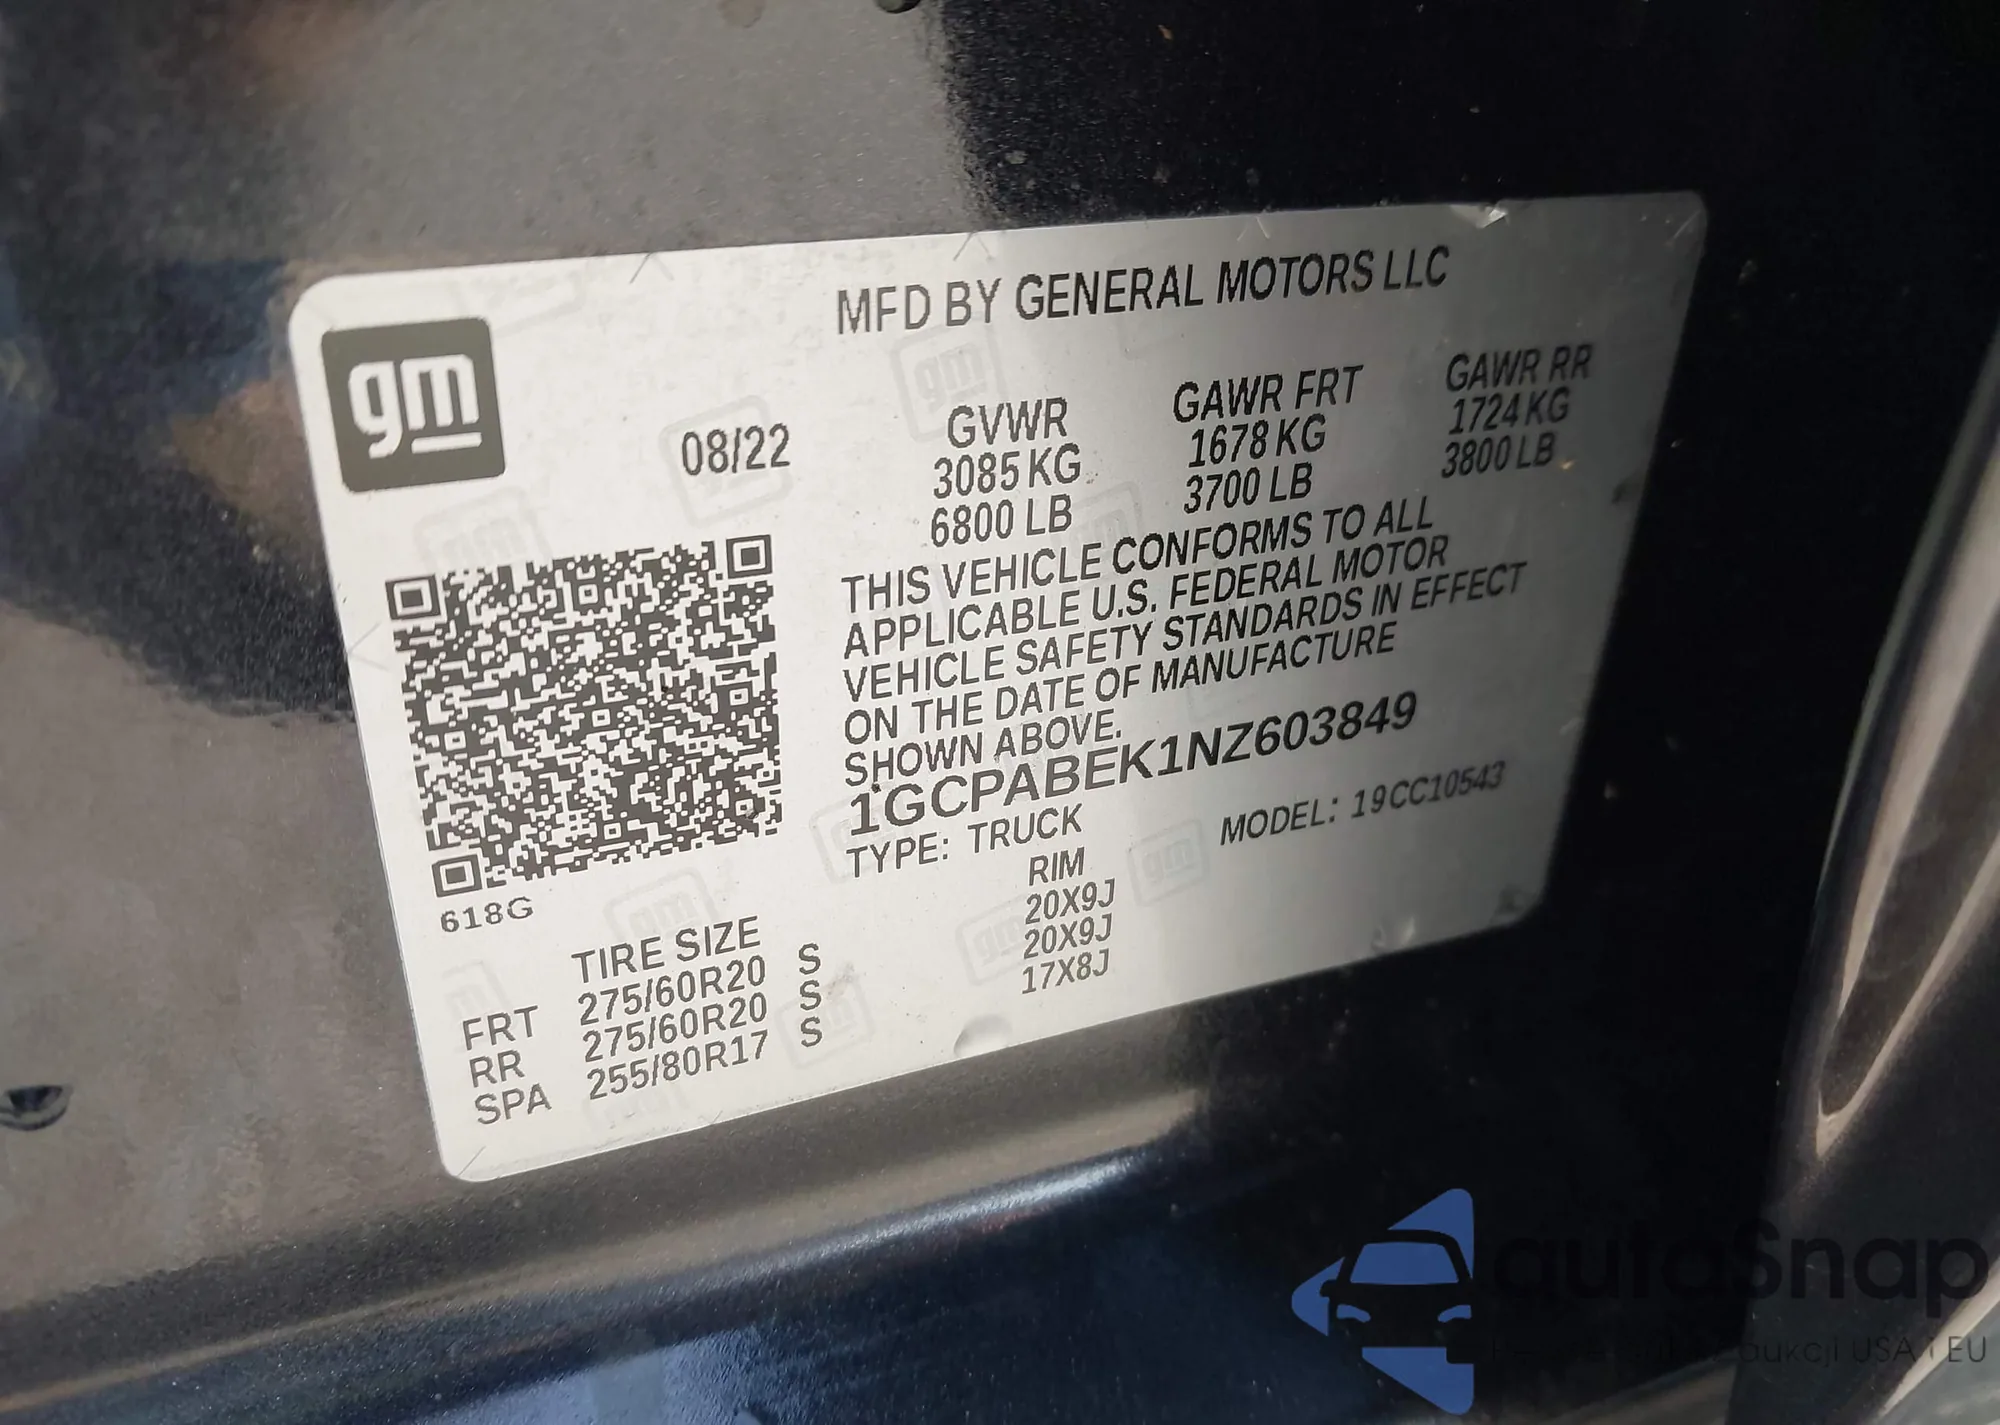 gm
MFD BY GENERAL MOTORS LLC
08/22
GVWR
3085 KG
6800 LB
GAWR FRT
1678 KG
3700 LB
GAWR RR
1724 KG
3800 LB
THIS VEHICLE CONFORMS TO ALL
APPLICABLE U.S. FEDERAL MOTOR
VEHICLE SAFETY STANDARDS IN EFFECT
ON THE DATE OF MANUFACTURE
SHOWN ABOVE.
1GCPABEK1NZ603849
TYPE: TRUCK MODEL: 19CC10543
618G
TIRE SIZE RIM
FRT 275/60R20 S 20X9J
RR 275/60R20 S 20X9J
SPA 255/80R17 S 17X8J
autoSnap
USA i EU